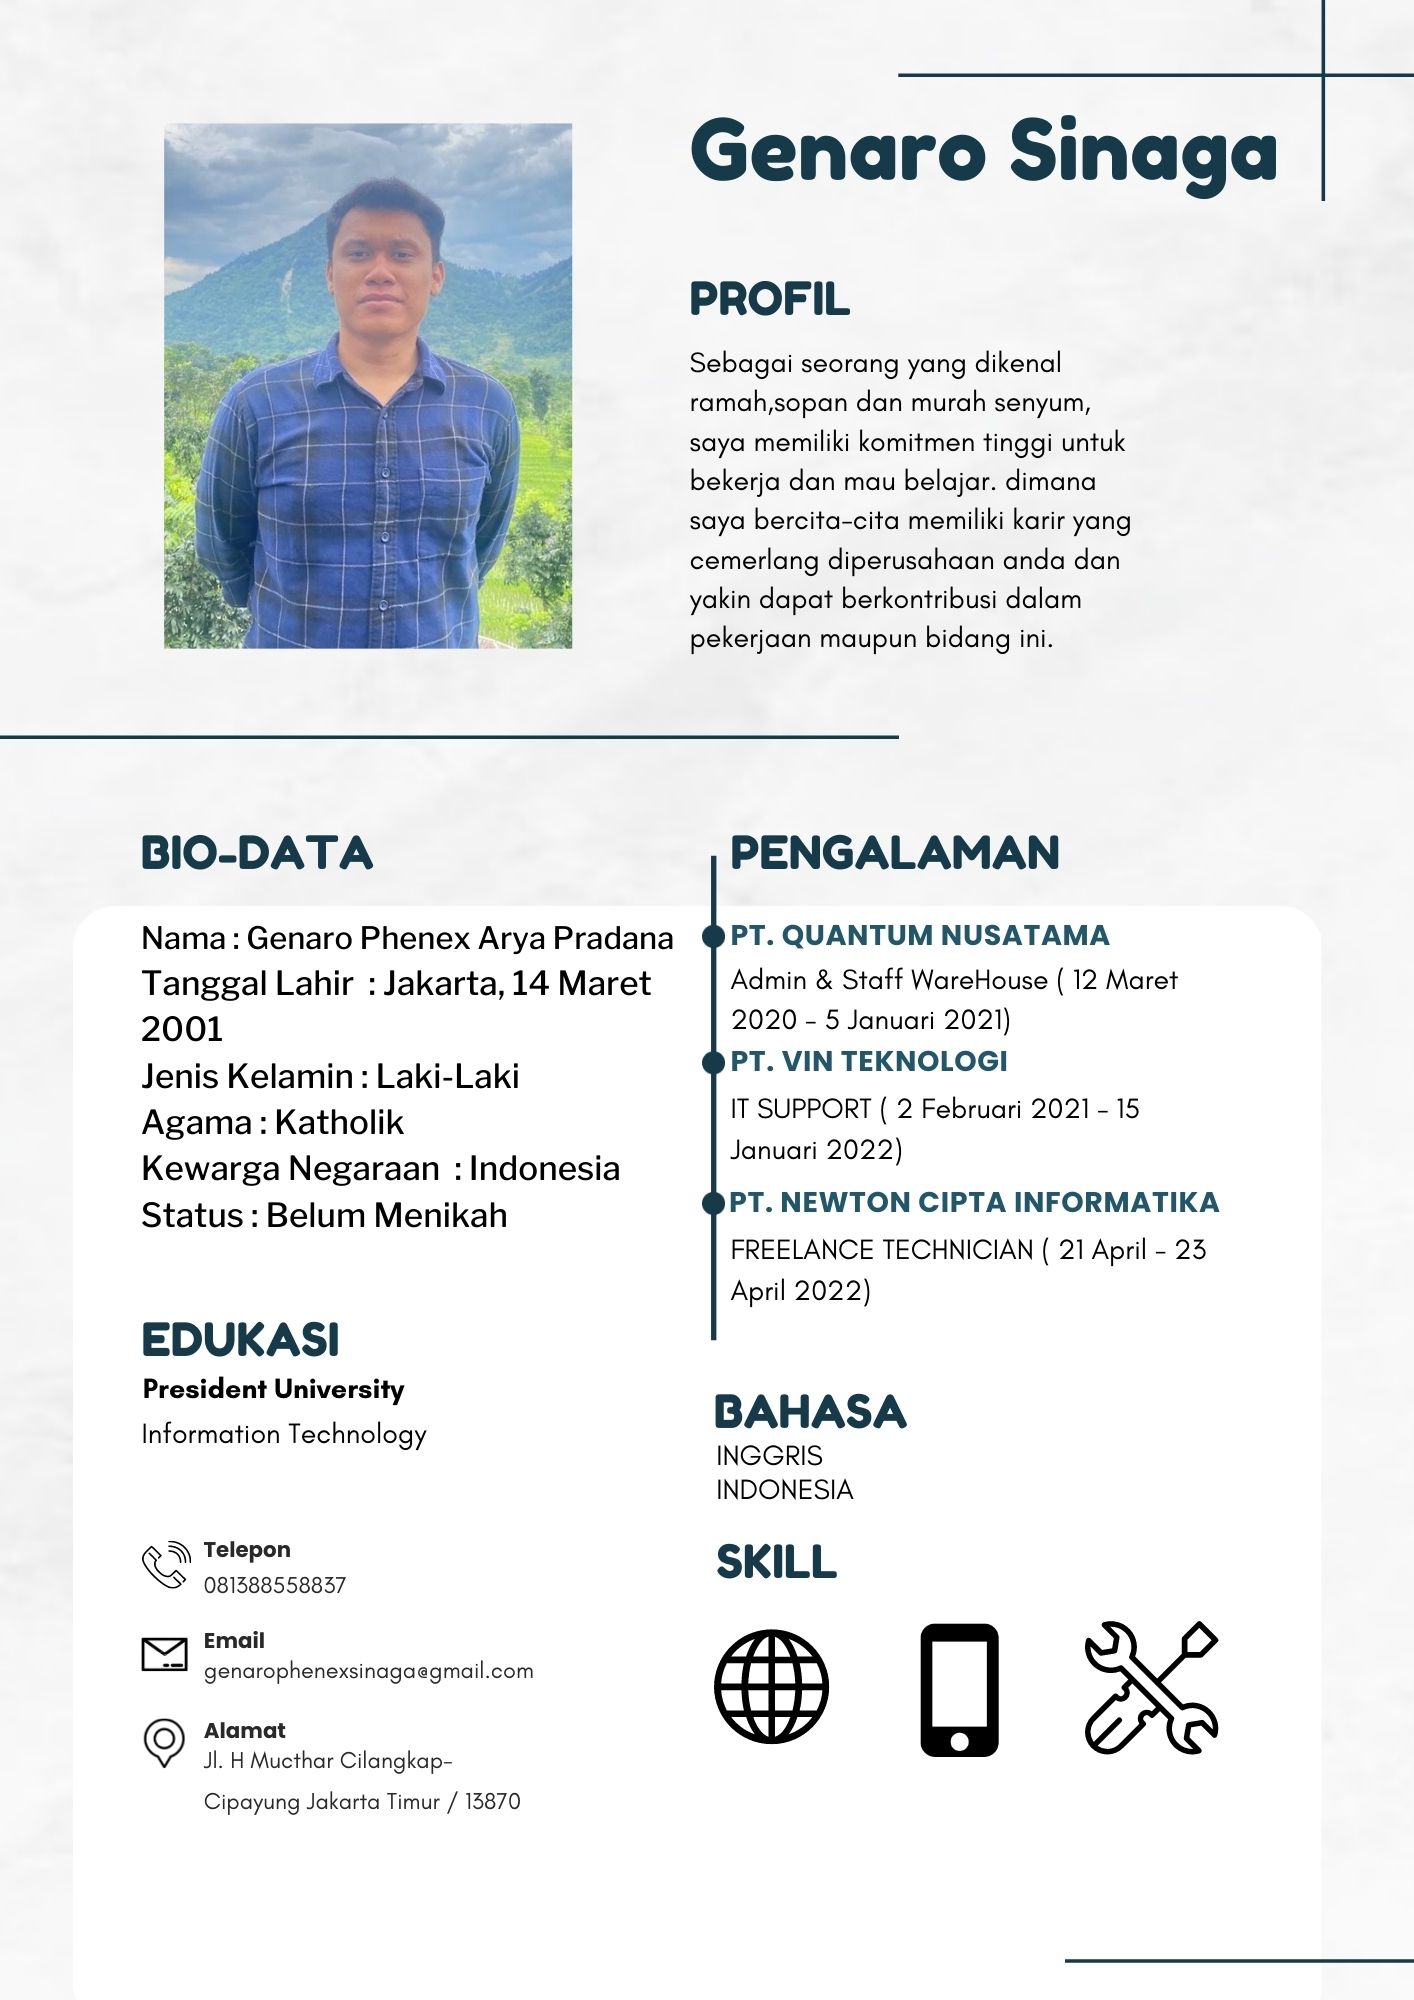 Genaro Sinaga
PROFIL
Sebagai seorang yang dikenal
ramah,sopan dan murah senyum,
saya memiliki komitmen tinggi untuk
bekerja dan mau belajar. dimana
saya bercita-cita memiliki karir yang
cemerlang diperusahaan anda dan
yakin dapat berkontribusi dalam
pekerjaan maupun bidang ini.
BIO-DATA
Nama : Genaro Phenex Arya Pradana
Tanggal Lahir  : Jakarta, 14 Maret
2001
Jenis Kelamin : Laki-Laki
Agama : Katholik
Kewarga Negaraan  : Indonesia
Status : Belum Menikah
EDUKASI
President University
Information Technology
Telepon
081388558837
Email
genarophenexsinaga@gmail.com
Alamat
Jl. H Mucthar Cilangkap-
Cipayung Jakarta Timur / 13870
PENGALAMAN
PT. QUANTUM NUSATAMA
Admin & Staff WareHouse ( 12 Maret
2020 - 5 Januari 2021)
PT. VIN TEKNOLOGI
IT SUPPORT ( 2 Februari 2021 - 15
Januari 2022)
PT. NEWTON CIPTA INFORMATIKA
FREELANCE TECHNICIAN ( 21 April - 23
April 2022)
BAHASA
INGGRIS
INDONESIA
SKILL